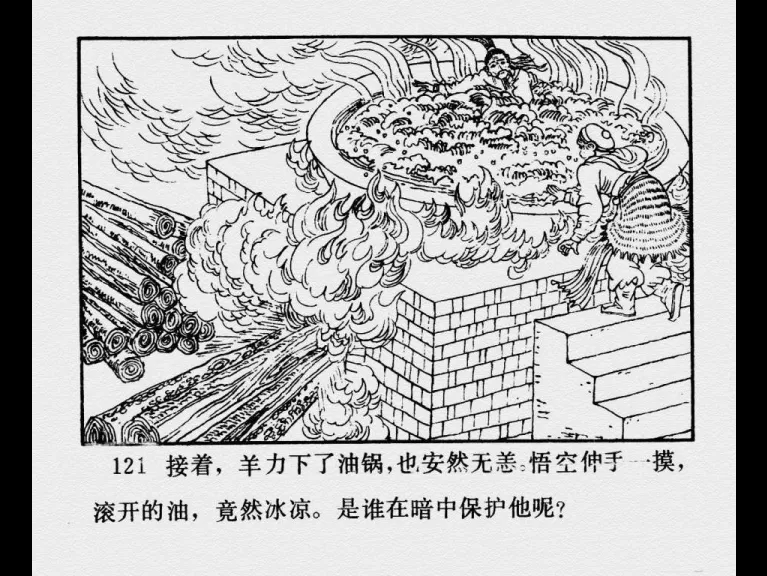 121 接着，羊力下了油锅，也安然无恙。悟空伸手一摸，
滚开的油，竟然冰凉。是谁在暗中保护他呢？